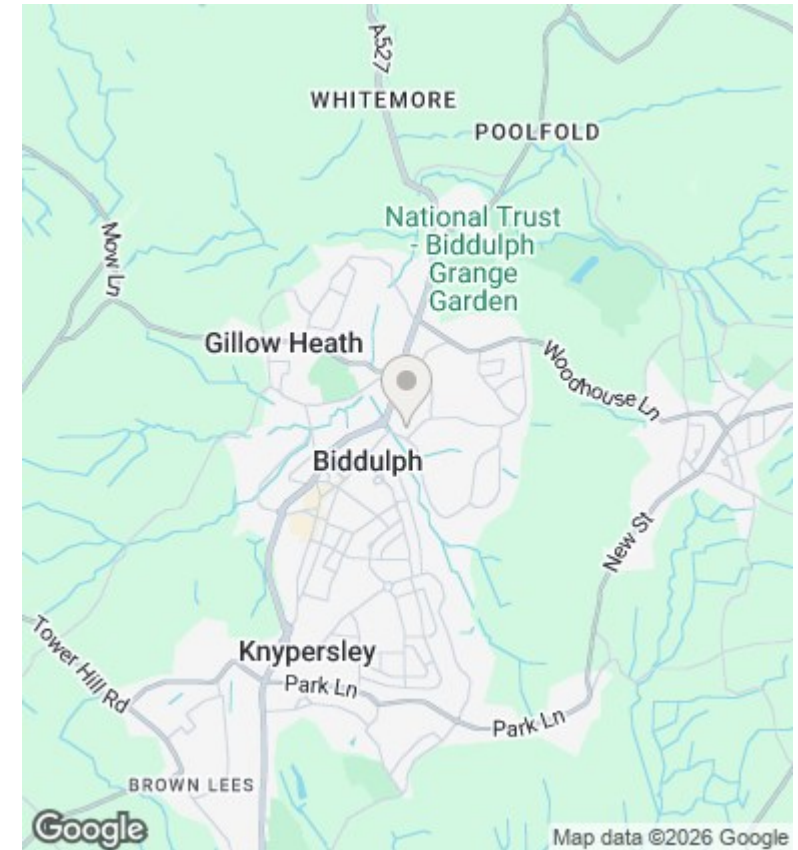 A527
WHITEMORE
POOLFOLD
National Trust
- Biddulph
Grange
Garden
Mow Ln
Gillow Heath
Woodhouse Ln
Biddulph
New St
Knypersley
Tower Hill Rd
Park Ln
Park Ln
BROWN LEES
Google
Map data ©2026 Google